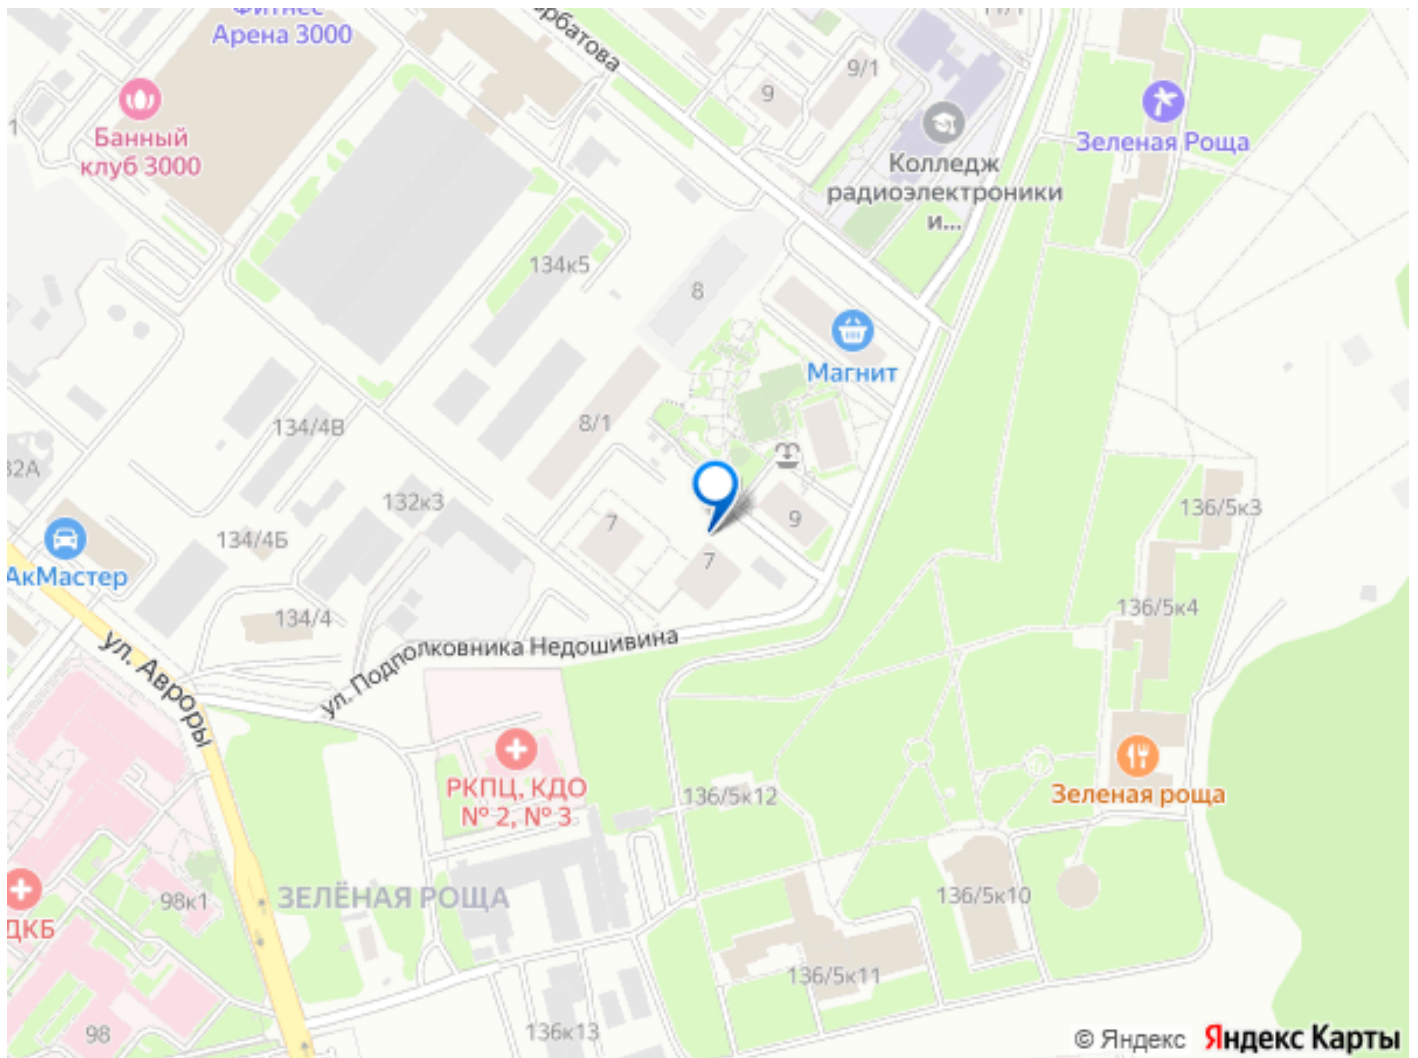 Фитнес
Арена 3000
9/1
9
1
Банный
клуб 3000
Колледж
радиоэлектроники
и...
Зеленая Роща
134к5
8
Магнит
134/4В
8/1
32А
132к3
136/5к3
134/4Б
7
9
7
АкМастер
134/4
136/5к4
ул. Подполковника Недошивина
ул. Авроры
РКПЦ, КДО
№ 2, № 3
136/5к12
Зеленая роща
98к1
ЗЕЛЁНАЯ РОЩА
136/5к10
ДКБ
136/5к11
98
136к13
© Яндекс Яндекс Карты